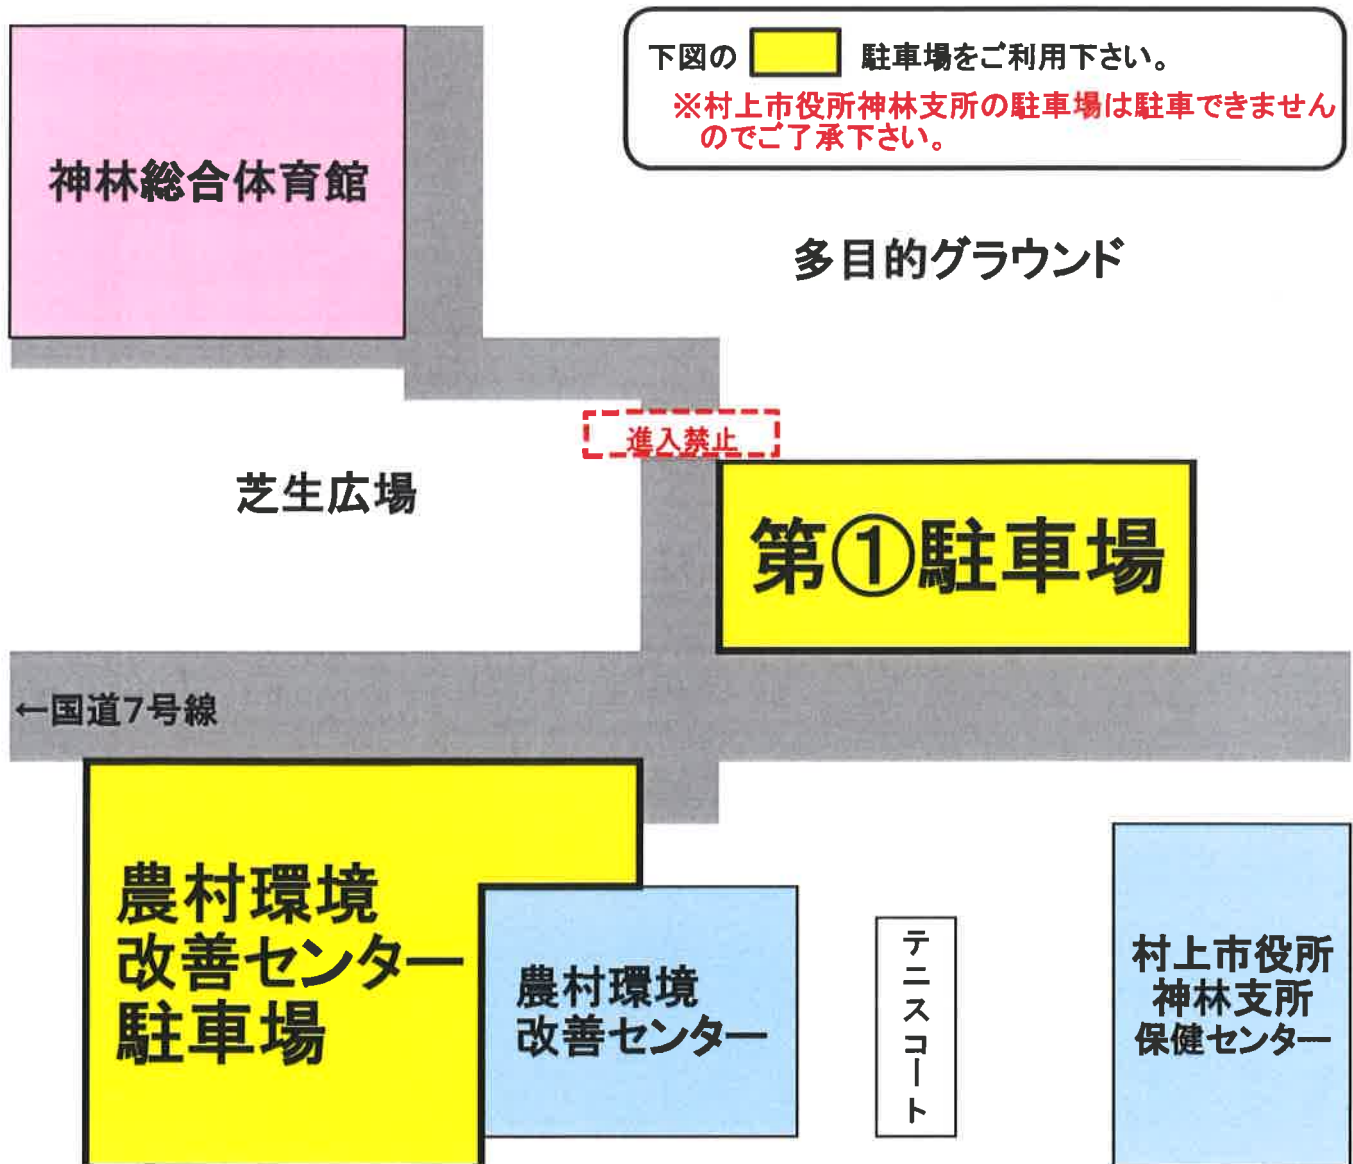 下図の 駐車場をご利用下さい。
※村上市役所神林支所の駐車場は駐車できません
のでご了承下さい。
神林総合体育館
多目的グラウンド
進入禁止
芝生広場
第①駐車場
←国道7号線
農村環境
改善センター
駐車場
農村環境
改善センター
テニスコート
村上市役所
神林支所
保健センター